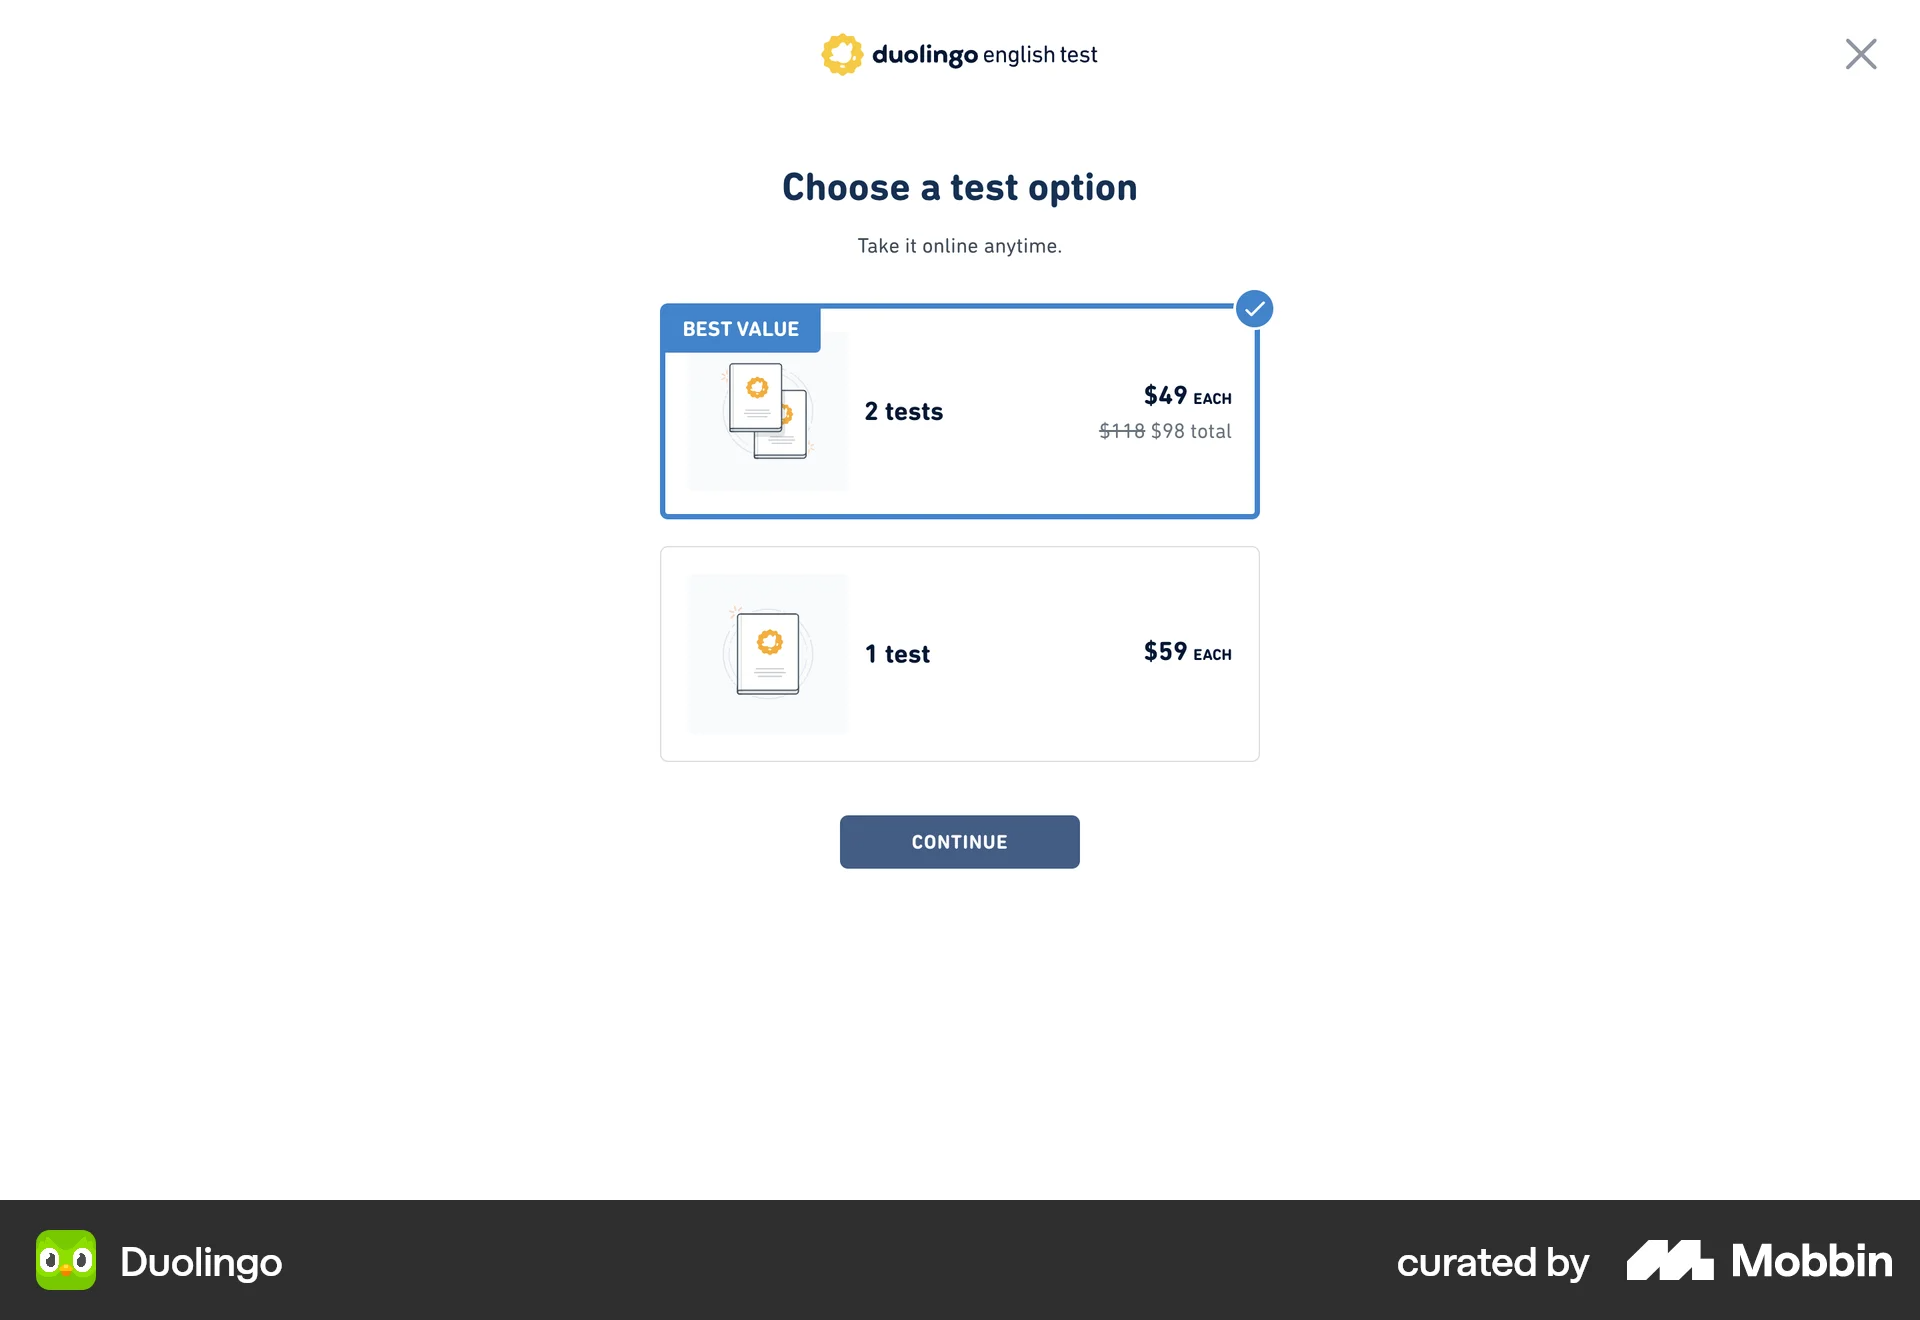 duolingo english test
Choose a test option
Take it online anytime.
BEST VALUE
2 tests
$49 EACH
$118 $98 total
1 test
$59 EACH
CONTINUE
Duolingo
curated by Mobbin